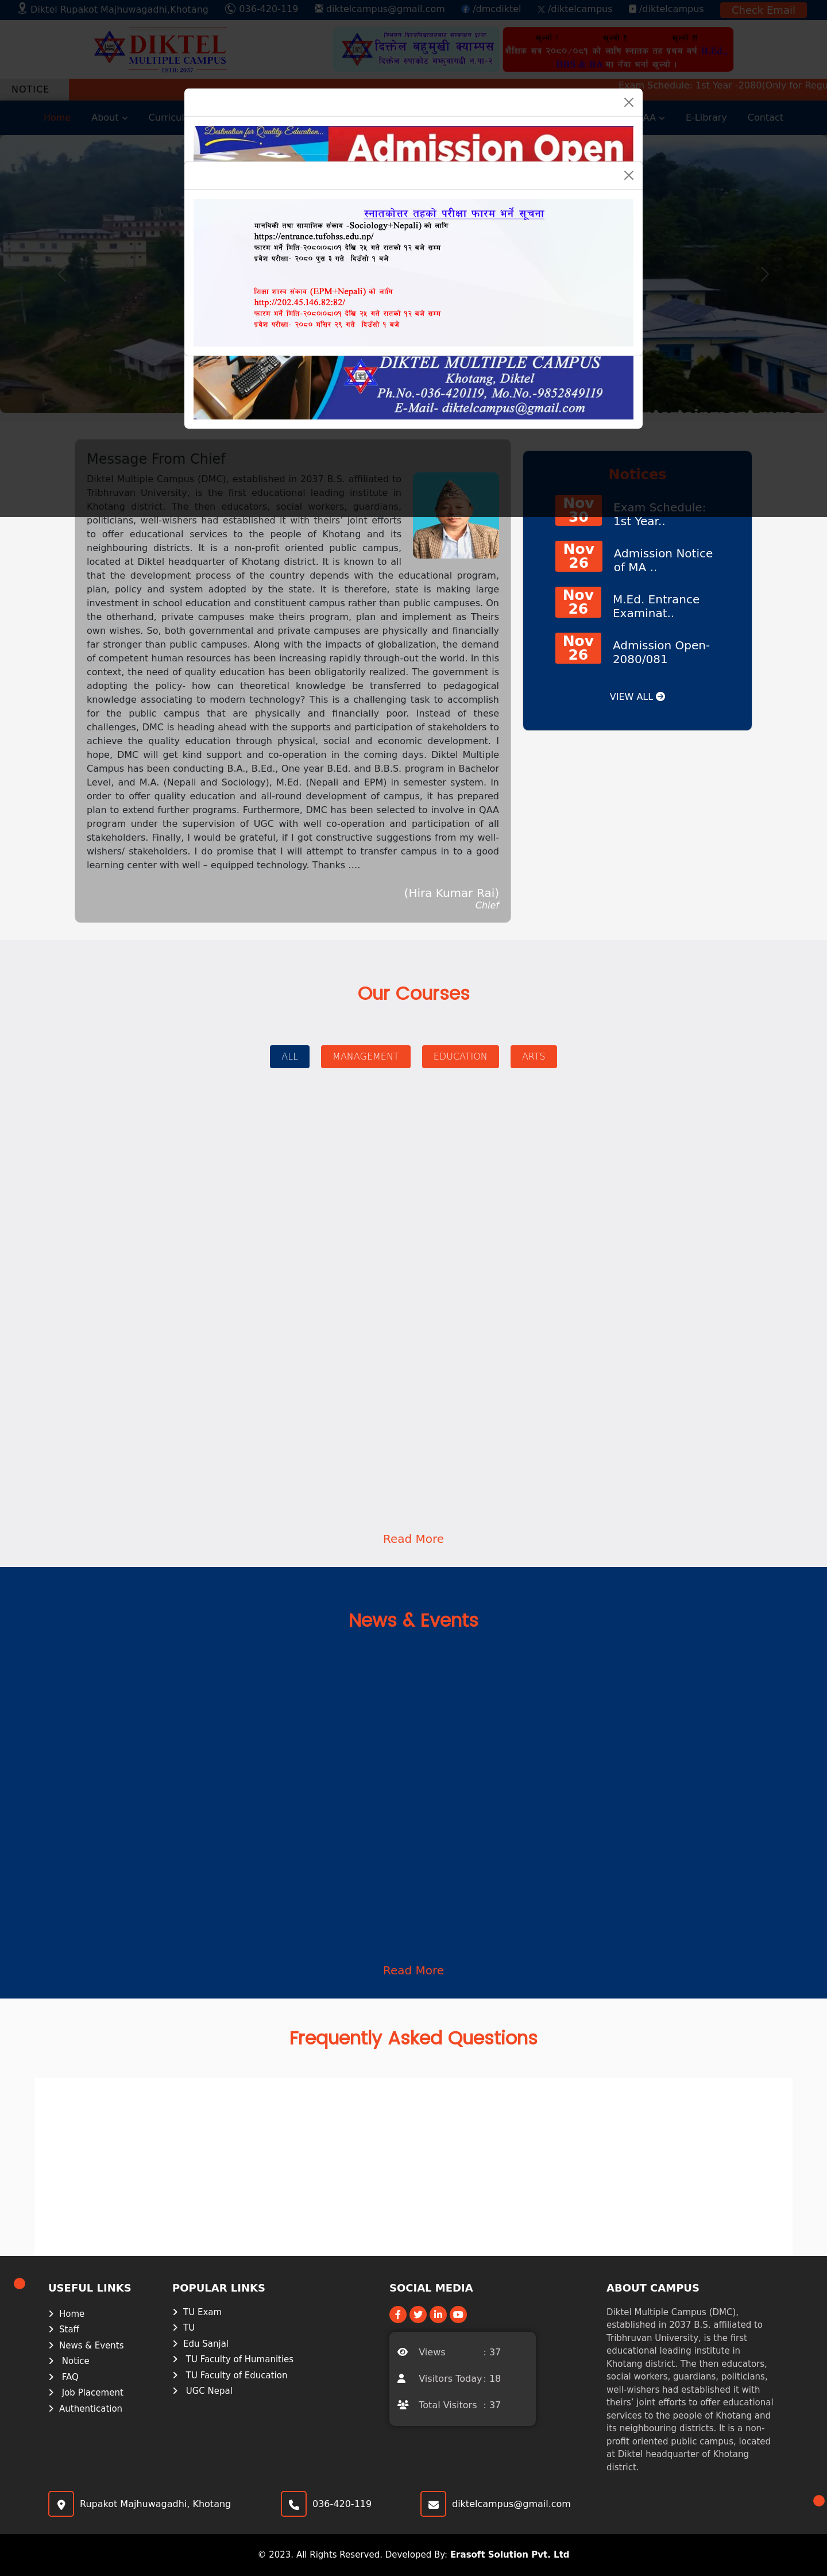 Diktel Rupakot Majhuwagadhi,Khotang
036-420-119
diktelcampus@gmail.com
/dmcdiktel
/diktelcampus
/diktelcampus
Check Email
DIKTEL
MULTIPLE CAMPUS
ESTD: 2037
दिक्तेल बहुमुखी क्याम्पस
दिक्तेल रुपाकोट मझुवागढी न.पा-२
शैक्षिक सत्र २०८०/०८१ को लागि स्नातक तह प्रथम वर्ष
मा नँया भर्ना खुल्यो ।
NOTICE
Exam Schedule: 1st Year -2080(Only for Regu
Home
About
E-Library
Contact
Destination for Quality Education...
Admission Open
स्नातकोत्तर तहको परीक्षा फारम भर्ने सूचना
मानविकी तथा सामाजिक संकाय -Sociology+Nepali) को लागि
https://entrance.tufohss.edu.np/
फारम भर्ने मिति-२०८०।०८।०१ देखि २५ गते रातको १२ बजे सम्म
प्रवेश परीक्षा- २०८० पुस ३ गते दिउँसो १ बजे
शिक्षा शास्त्र संकाय (EPM+Nepali) को लागि
http://202.45.146.82:82/
फारम भर्ने मिति-२०८०।०८।०१ देखि २५ गते रातको १२ बजे सम्म
प्रवेश परीक्षा- २०८० मंसिर २९ गते दिउँसो १ बजे
DIKTEL MULTIPLE CAMPUS
Khotang, Diktel
Ph.No.-036-420119, Mo.No.-9852849119
E-Mail- diktelcampus@gmail.com
Message From Chief
Diktel Multiple Campus (DMC), established in 2037 B.S. affiliated to
Tribhruvan University, is the first educational leading institute in
Khotang district. The then educators, social workers, guardians,
politicians, well-wishers had established it with theirs’ joint efforts
to offer educational services to the people of Khotang and its
neighbouring districts. It is a non-profit oriented public campus,
located at Diktel headquarter of Khotang district. It is known to all
that the development process of the country depends with the educational program,
plan, policy and system adopted by the state. It is therefore, state is making large
investment in school education and constituent campus rather than public campuses. On
the otherhand, private campuses make theirs program, plan and implement as Theirs
own wishes. So, both governmental and private campuses are physically and financially
far stronger than public campuses. Along with the impacts of globalization, the demand
of competent human resources has been increasing rapidly through-out the world. In this
context, the need of quality education has been obligatorily realized. The government is
adopting the policy- how can theoretical knowledge be transferred to pedagogical
knowledge associating to modern technology? This is a challenging task to accomplish
for the public campus that are physically and financially poor. Instead of these
challenges, DMC is heading ahead with the supports and participation of stakeholders to
achieve the quality education through physical, social and economic development. I
hope, DMC will get kind support and co-operation in the coming days. Diktel Multiple
Campus has been conducting B.A., B.Ed., One year B.Ed. and B.B.S. program in Bachelor
Level, and M.A. (Nepali and Sociology), M.Ed. (Nepali and EPM) in semester system. In
order to offer quality education and all-round development of campus, it has prepared
plan to extend further programs. Furthermore, DMC has been selected to involve in QAA
program under the supervision of UGC with well co-operation and participation of all
stakeholders. Finally, I would be grateful, if I got constructive suggestions from my well-
wishers/ stakeholders. I do promise that I will attempt to transfer campus in to a good
learning center with well – equipped technology. Thanks ….
(Hira Kumar Rai)
Chief
Notices
Nov 30
Exam Schedule: 1st Year..
Nov 26
Admission Notice of MA ..
Nov 26
M.Ed. Entrance Examinat..
Nov 26
Admission Open- 2080/081
VIEW ALL
Our Courses
ALL
MANAGEMENT
EDUCATION
ARTS
Read More
News & Events
Read More
Frequently Asked Questions
USEFUL LINKS
Home
Staff
News & Events
Notice
FAQ
Job Placement
Authentication
POPULAR LINKS
TU Exam
TU
Edu Sanjal
TU Faculty of Humanities
TU Faculty of Education
UGC Nepal
SOCIAL MEDIA
Views : 37
Visitors Today : 18
Total Visitors : 37
ABOUT CAMPUS
Diktel Multiple Campus (DMC),
established in 2037 B.S. affiliated to
Tribhruvan University, is the first
educational leading institute in
Khotang district. The then educators,
social workers, guardians, politicians,
well-wishers had established it with
theirs’ joint efforts to offer educational
services to the people of Khotang and
its neighbouring districts. It is a non-
profit oriented public campus, located
at Diktel headquarter of Khotang
district.
Rupakot Majhuwagadhi, Khotang
036-420-119
diktelcampus@gmail.com
© 2023. All Rights Reserved. Developed By: Erasoft Solution Pvt. Ltd